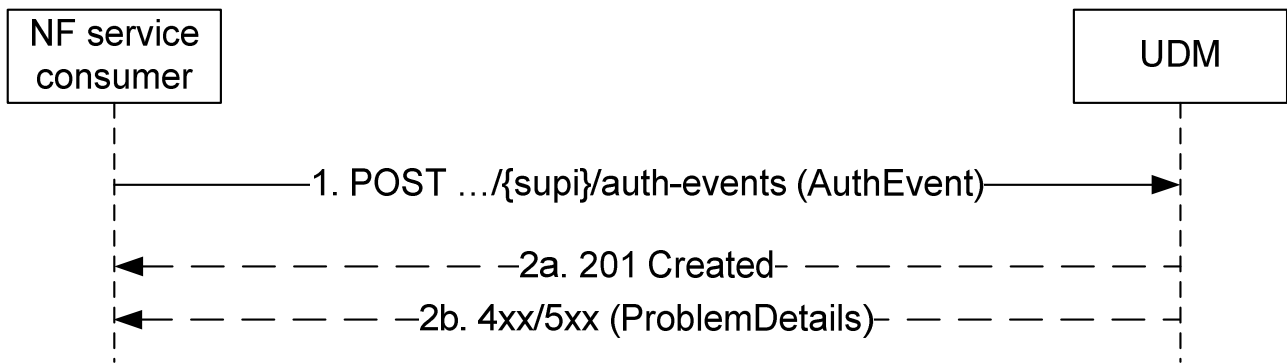 NF service
consumer
UDM
1. POST …/{supi}/auth-events (AuthEvent)
2a. 201 Created
2b. 4xx/5xx (ProblemDetails)